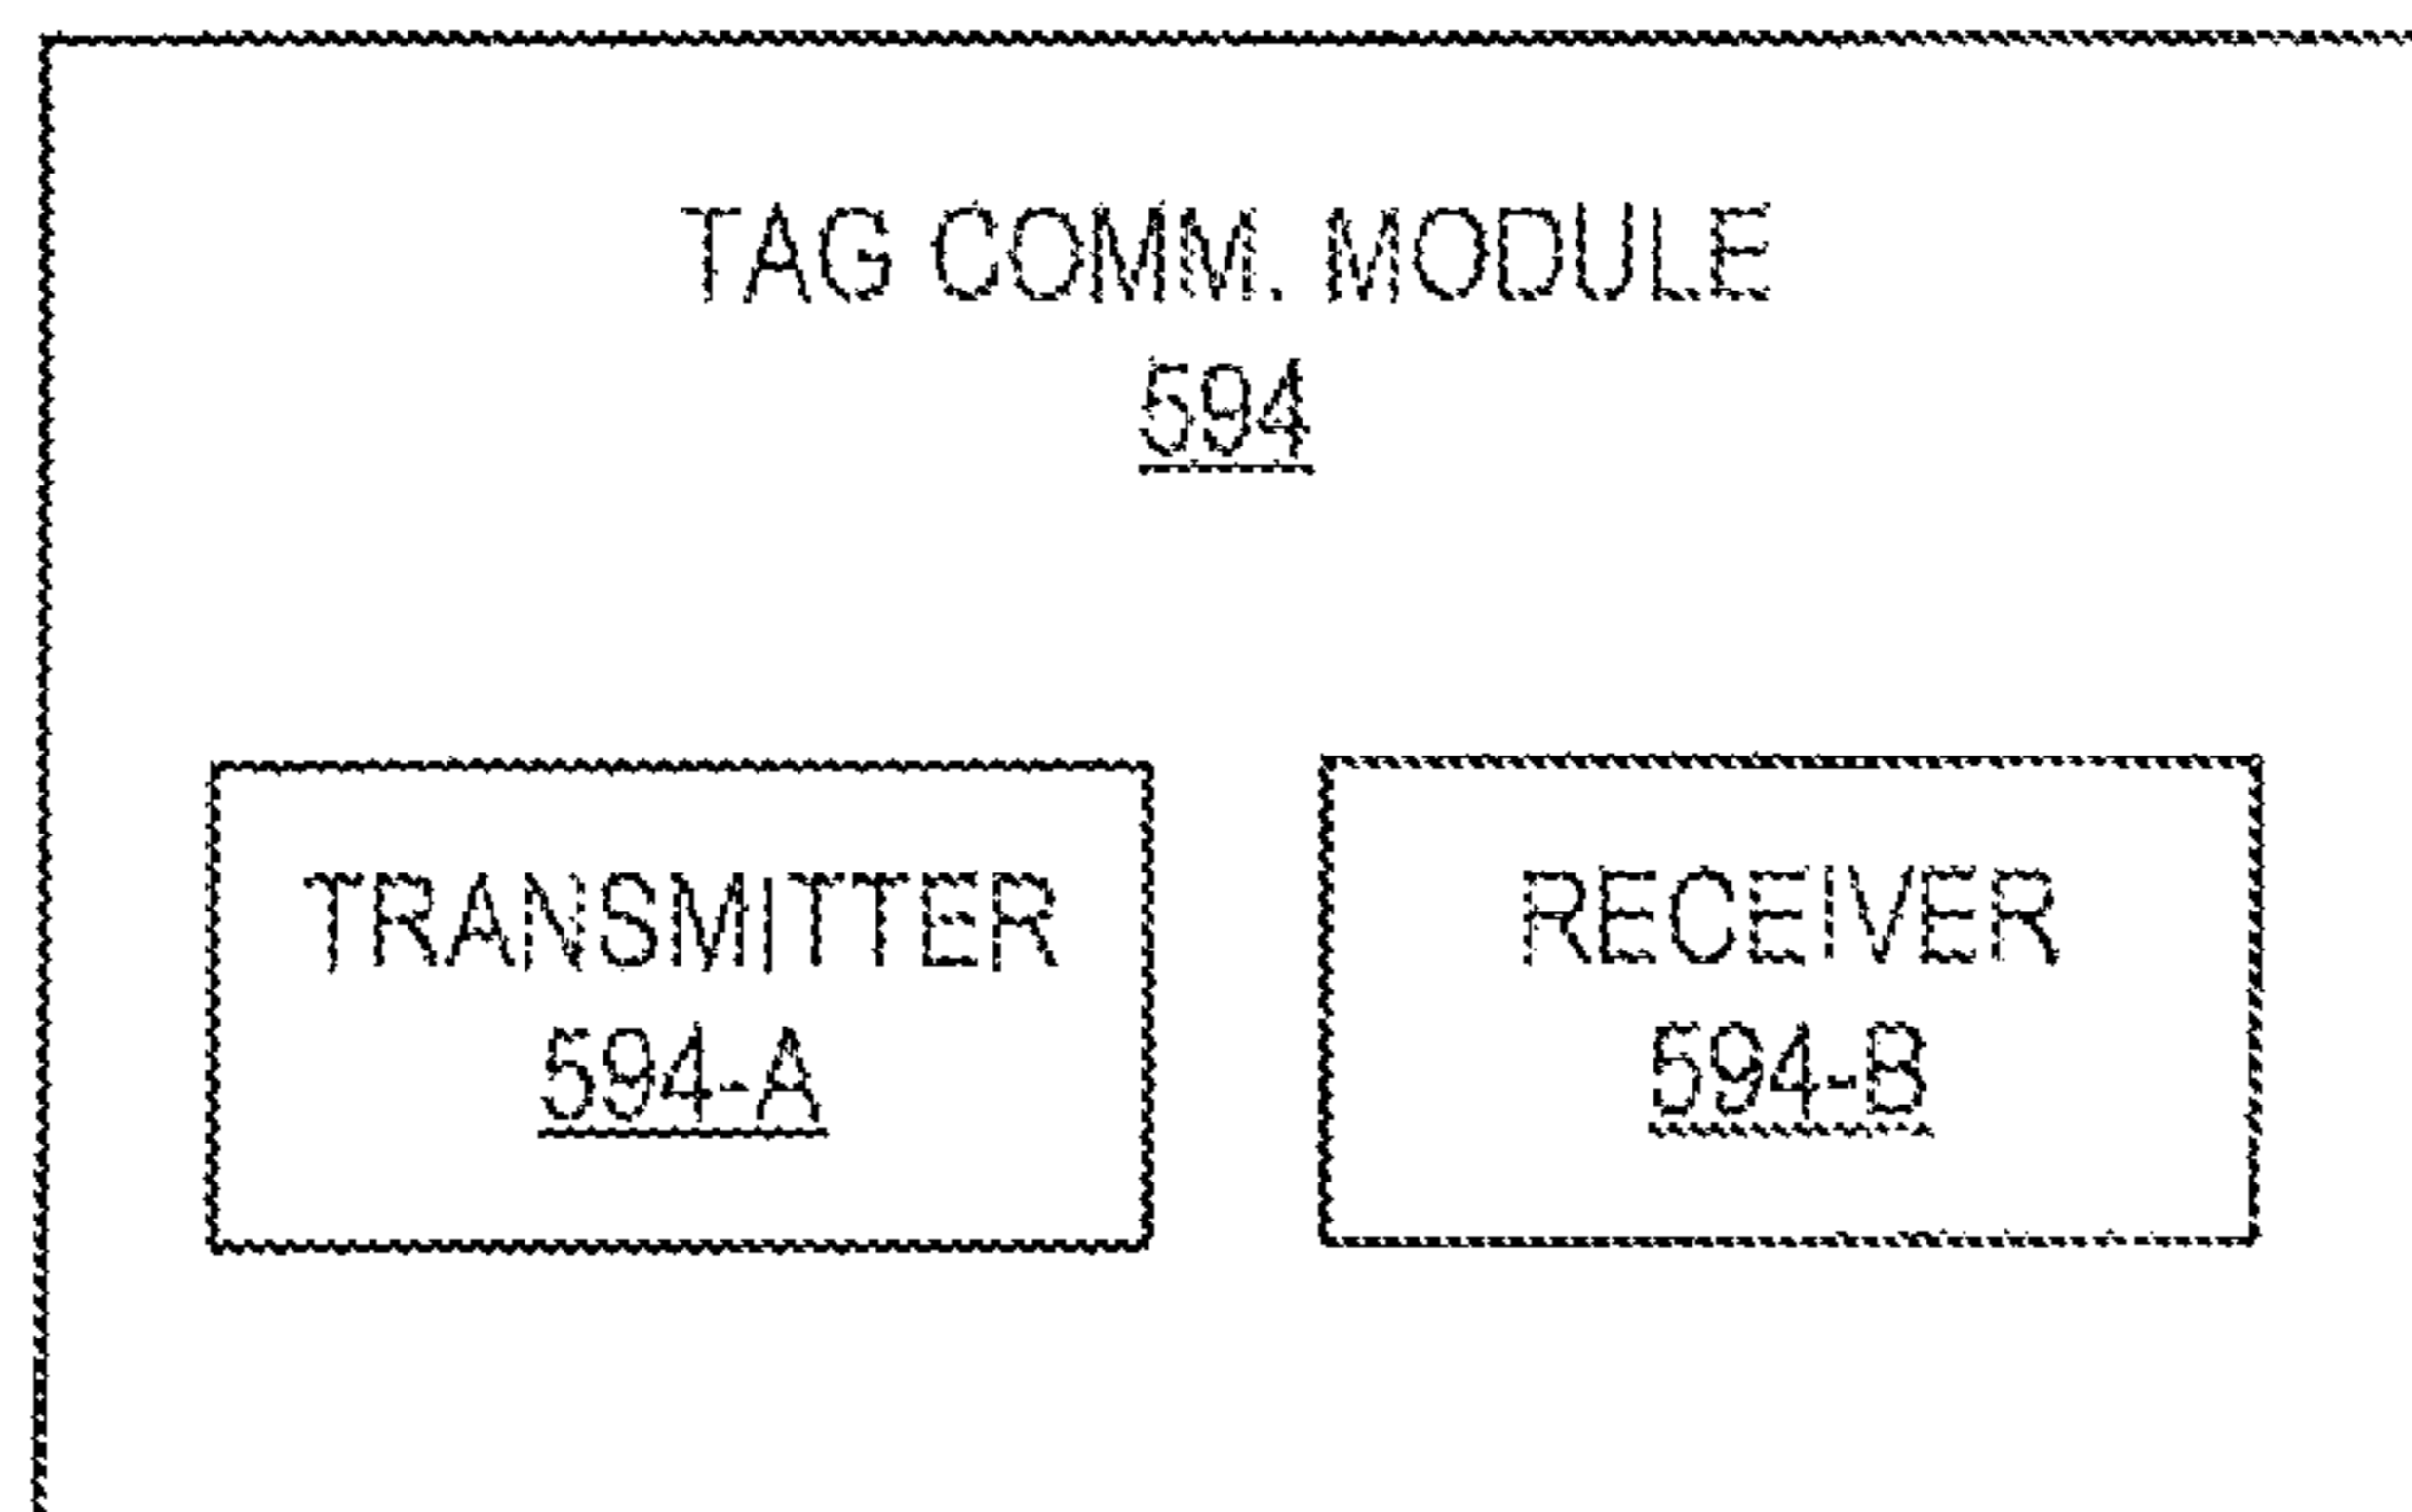 TAG COMM. MODULE
594
TRANSMITTER
594-A
RECEIVER
594-B